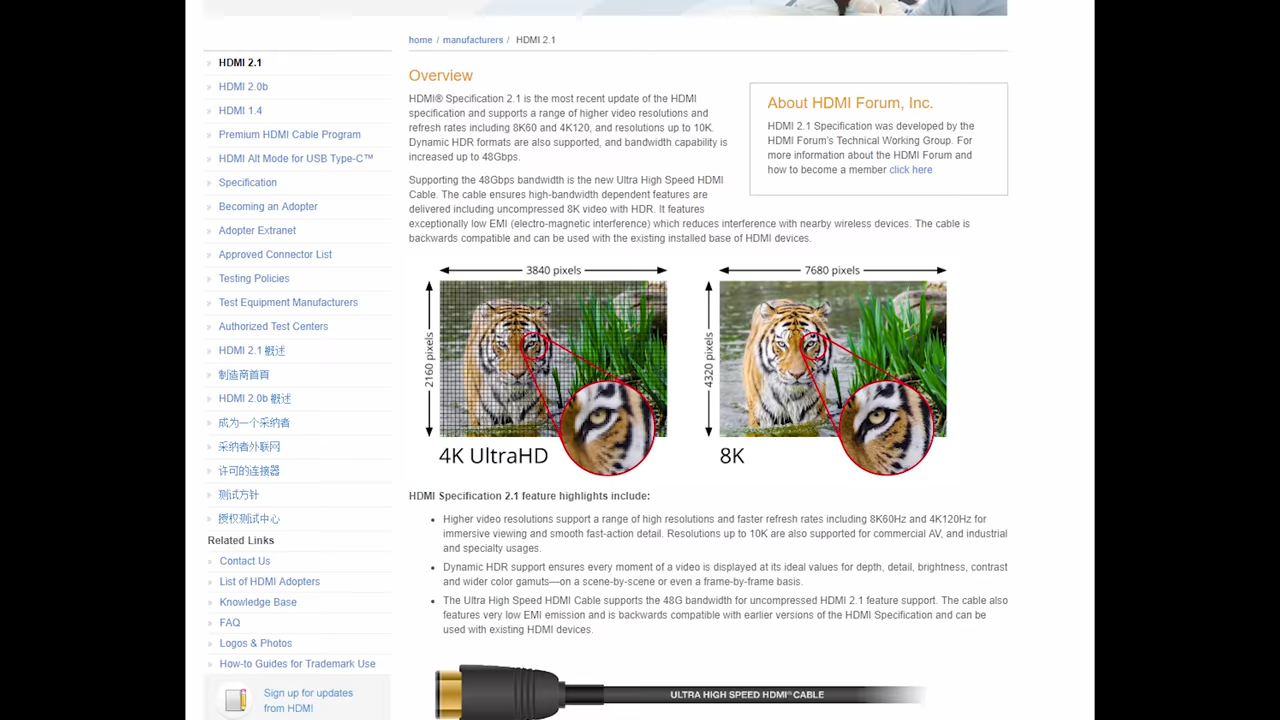 HDMI 2.1
HDMI 2.0b
HDMI 1.4
Premium HDMI Cable Program
HDMI Alt Mode for USB Type-C™
Specification
Becoming an Adopter
Adopter Extranet
Approved Connector List
Testing Policies
Test Equipment Manufacturers
Authorized Test Centers
HDMI 2.1 概述
制造商首頁
HDMI 2.0b 概述
成为一个采纳者
采纳者外联网
许可的连接器
测试方针
授权测试中心
Related Links
Contact Us
List of HDMI Adopters
Knowledge Base
FAQ
Logos & Photos
How-to Guides for Trademark Use
Sign up for updates
from HDMI
home / manufacturers / HDMI 2.1
Overview
HDMI® Specification 2.1 is the most recent update of the HDMI
specification and supports a range of higher video resolutions and
refresh rates including 8K60 and 4K120, and resolutions up to 10K.
Dynamic HDR formats are also supported, and bandwidth capability is
increased up to 48Gbps.
Supporting the 48Gbps bandwidth is the new Ultra High Speed HDMI
Cable. The cable ensures high-bandwidth dependent features are
delivered including uncompressed 8K video with HDR. It features
exceptionally low EMI (electro-magnetic interference) which reduces interference with nearby wireless devices. The cable is
backwards compatible and can be used with the existing installed base of HDMI devices.
About HDMI Forum, Inc.
HDMI 2.1 Specification was developed by the
HDMI Forum's Technical Working Group. For
more information about the HDMI Forum and
how to become a member click here
3840 pixels
2160 pixels
4K UltraHD
7680 pixels
4320 pixels
8K
HDMI Specification 2.1 feature highlights include:
• Higher video resolutions support a range of high resolutions and faster refresh rates including 8K60Hz and 4K120Hz for
immersive viewing and smooth fast-action detail. Resolutions up to 10K are also supported for commercial AV, and industrial
and specialty usages.
• Dynamic HDR support ensures every moment of a video is displayed at its ideal values for depth, detail, brightness, contrast
and wider color gamuts—on a scene-by-scene or even a frame-by-frame basis.
• The Ultra High Speed HDMI Cable supports the 48G bandwidth for uncompressed HDMI 2.1 feature support. The cable also
features very low EMI emission and is backwards compatible with earlier versions of the HDMI Specification and can be
used with existing HDMI devices.
ULTRA HIGH SPEED HDMI® CABLE